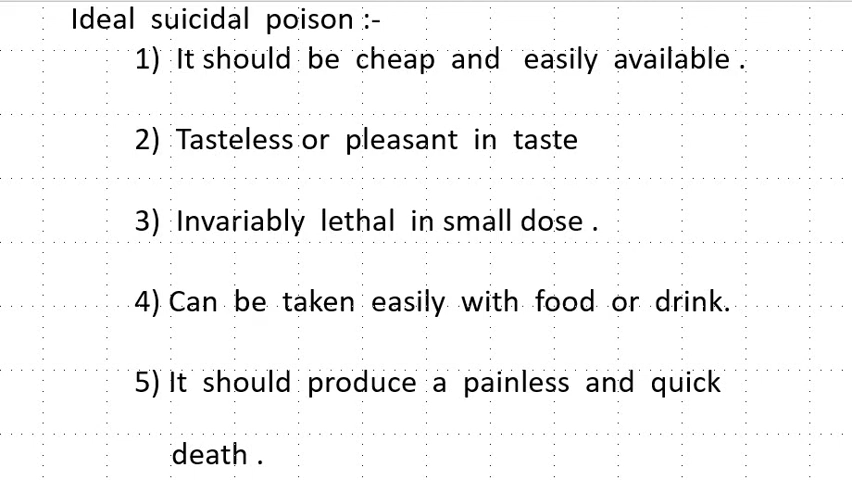 Ideal suicidal poison :-
1) It should be cheap and easily available .
2) Tasteless or pleasant in taste
3) Invariably lethal in small dose .
4) Can be taken easily with food or drink.
5) It should produce a painless and quick
death .